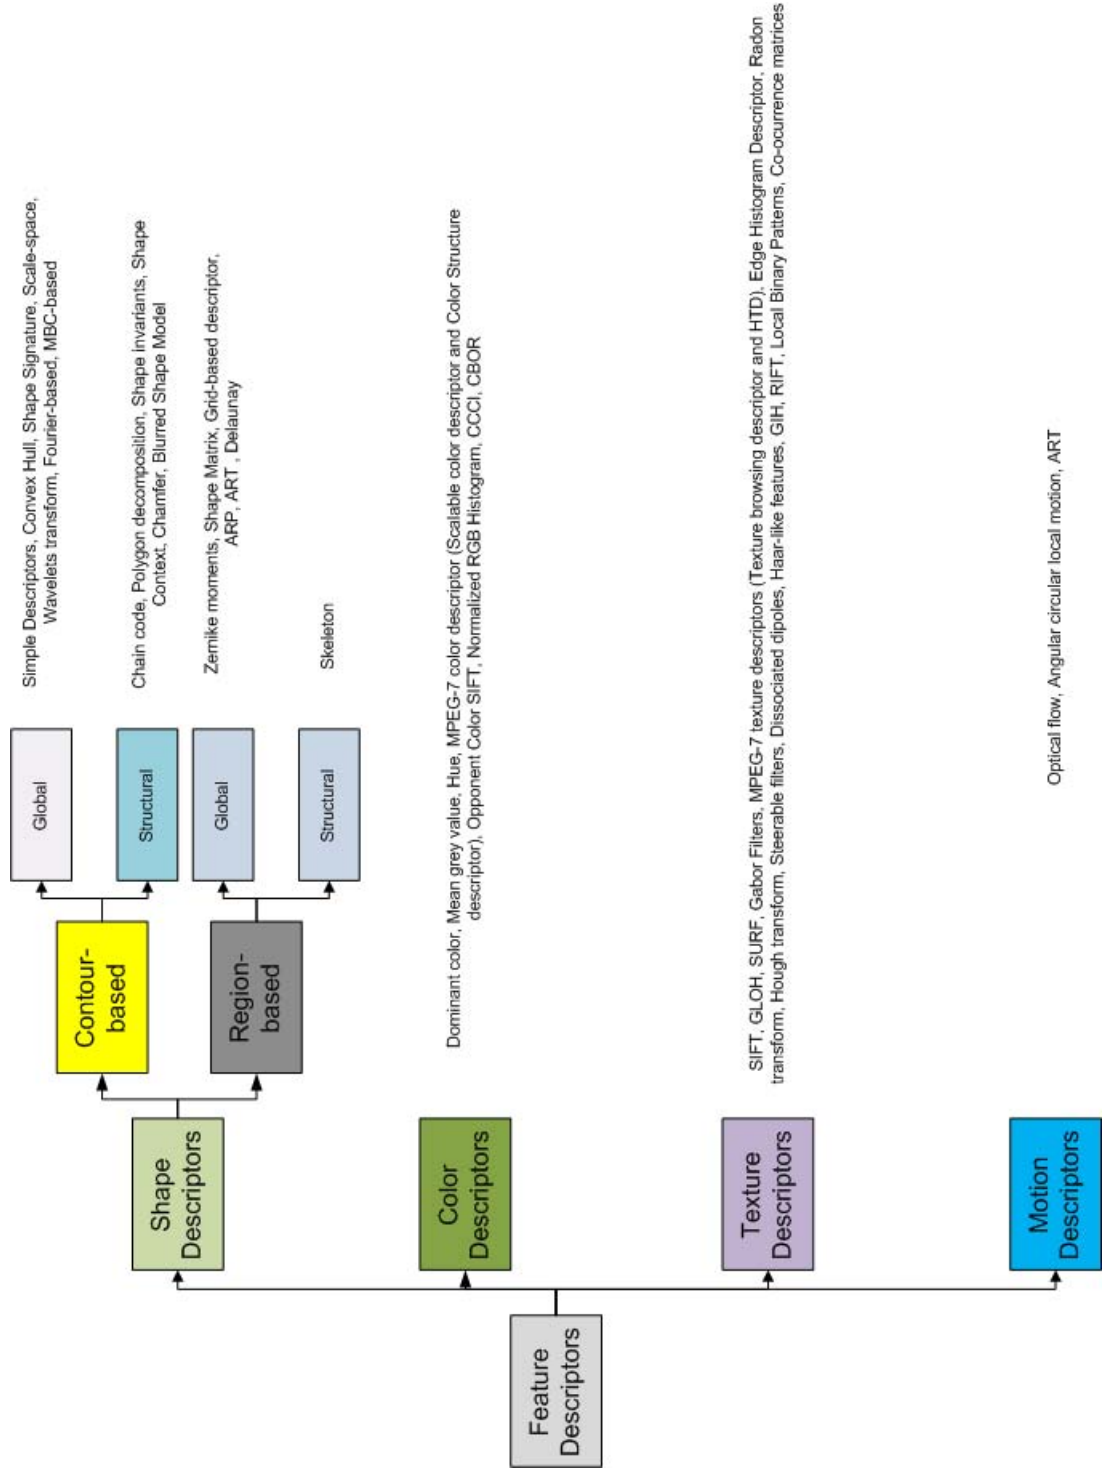 Feature
Descriptors
Shape
Descriptors
Contour-
based
Global
Simple Descriptors, Convex Hull, Shape Signature, Scale-space,
Wavelets transform, Fourier-based, MBC-based
Structural
Chain code, Polygon decomposition, Shape invariants, Shape
Context, Chamfer, Blurred Shape Model
Region-
based
Global
Zernike moments, Shape Matrix, Grid-based descriptor,
ARP, ART , Delaunay
Structural
Skeleton
Color
Descriptors
Dominant color, Mean grey value, Hue, MPEG-7 color descriptor (Scalable color descriptor and Color Structure
descriptor), Opponent Color SIFT, Normalized RGB Histogram, CCCI, CBOR
Texture
Descriptors
SIFT, GLOH, SURF, Gabor Filters, MPEG-7 texture descriptors (Texture browsing descriptor and HTD), Edge Histogram Descriptor, Radon
transform, Hough transform, Steerable filters, Dissociated dipoles, Haar-like features, GIH, RIFT, Local Binary Patterns, Co-ocurrence matrices
Motion
Descriptors
Optical flow, Angular circular local motion, ART